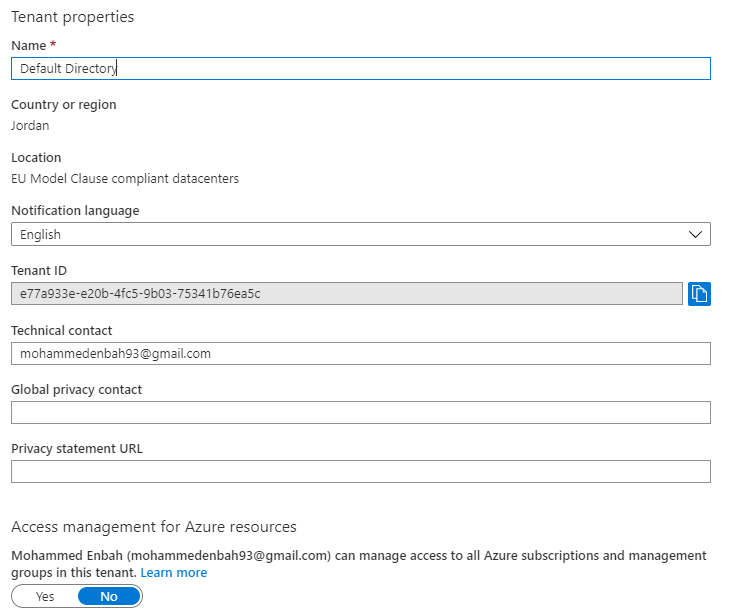 Tenant properties
Name *
Default Directory
Country or region
Jordan
Location
EU Model Clause compliant datacenters
Notification language
English
Tenant ID
e77a933e-e20b-4fc5-9b03-75341b76ea5c
Technical contact
mohammedenbah93@gmail.com
Global privacy contact
Privacy statement URL
Access management for Azure resources
Mohammed Enbah (mohammedenbah93@gmail.com) can manage access to all Azure subscriptions and management
groups in this tenant. Learn more
Yes No